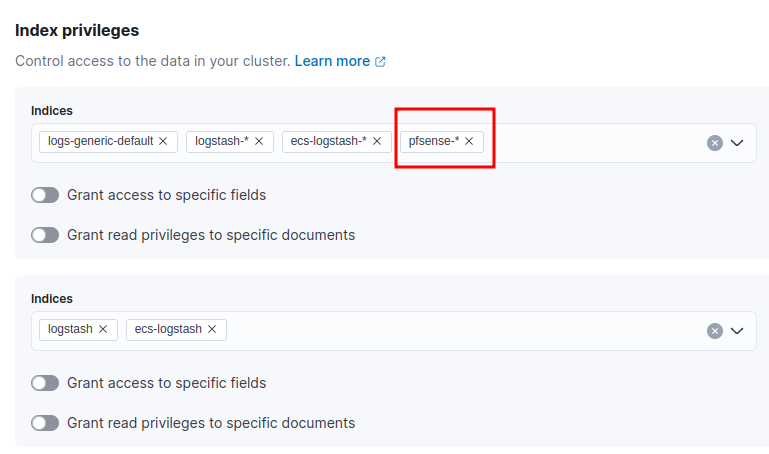 Index privileges
Control access to the data in your cluster. Learn more
Indices
logs-generic-default logstash-* ecs-logstash-* pfsense-*
Grant access to specific fields
Grant read privileges to specific documents
Indices
logstash ecs-logstash
Grant access to specific fields
Grant read privileges to specific documents